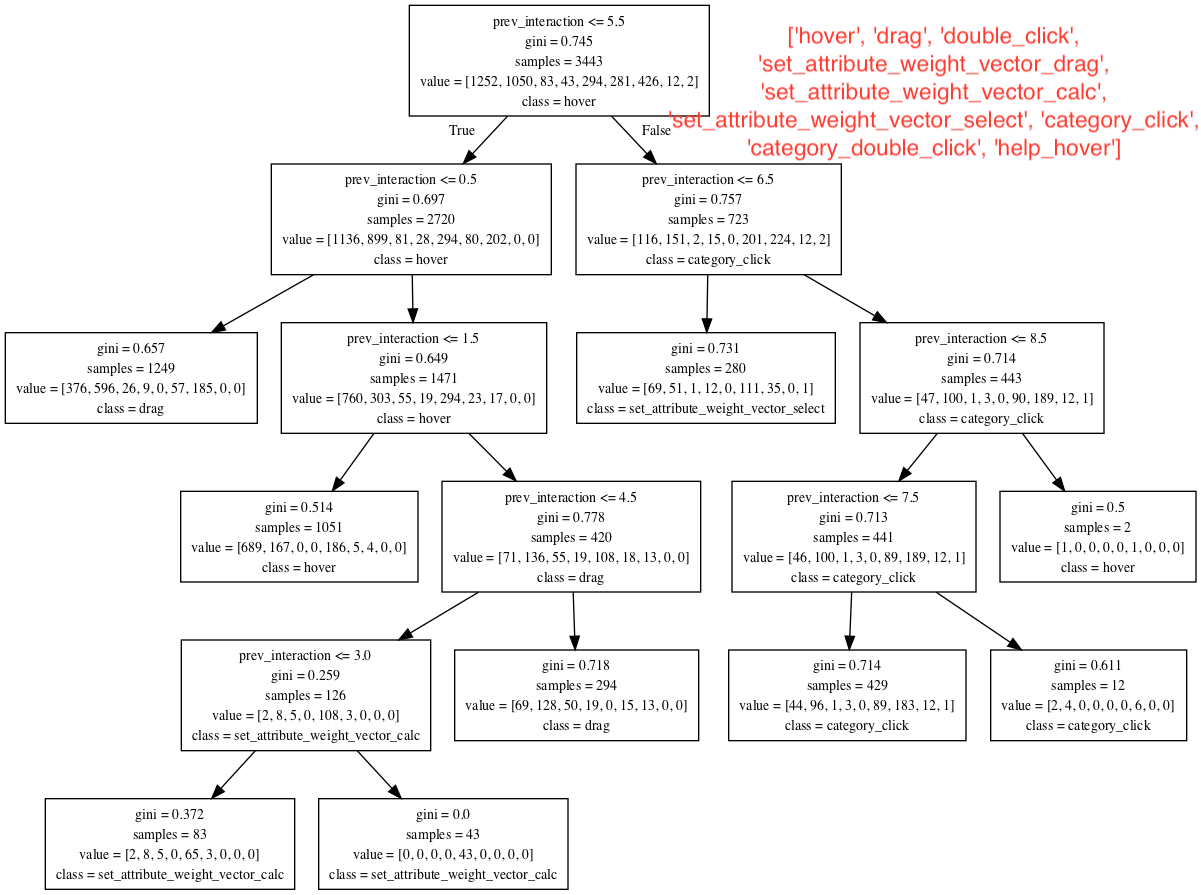 prev_interaction <= 5.5
gini = 0.745
samples = 3443
value = [1252, 1050, 83, 43, 294, 281, 426, 12, 2]
class = hover
['hover', 'drag', 'double_click',
'set_attribute_weight_vector_drag',
'set_attribute_weight_vector_calc',
'set_attribute_weight_vector_select', 'category_click',
'category_double_click', 'help_hover']
True
False
prev_interaction <= 0.5
gini = 0.697
samples = 2720
value = [1136, 899, 81, 28, 294, 80, 202, 0, 0]
class = hover
prev_interaction <= 6.5
gini = 0.757
samples = 723
value = [116, 151, 2, 15, 0, 201, 224, 12, 2]
class = category_click
gini = 0.657
samples = 1249
value = [376, 596, 26, 9, 0, 57, 185, 0, 0]
class = drag
prev_interaction <= 1.5
gini = 0.649
samples = 1471
value = [760, 303, 55, 19, 294, 23, 17, 0, 0]
class = hover
gini = 0.731
samples = 280
value = [69, 51, 1, 12, 0, 111, 35, 0, 1]
class = set_attribute_weight_vector_select
prev_interaction <= 8.5
gini = 0.714
samples = 443
value = [47, 100, 1, 3, 0, 90, 189, 12, 1]
class = category_click
gini = 0.514
samples = 1051
value = [689, 167, 0, 0, 186, 5, 4, 0, 0]
class = hover
prev_interaction <= 4.5
gini = 0.778
samples = 420
value = [71, 136, 55, 19, 108, 18, 13, 0, 0]
class = drag
prev_interaction <= 7.5
gini = 0.713
samples = 441
value = [46, 100, 1, 3, 0, 89, 189, 12, 1]
class = category_click
gini = 0.5
samples = 2
value = [1, 0, 0, 0, 0, 1, 0, 0, 0]
class = hover
prev_interaction <= 3.0
gini = 0.259
samples = 126
value = [2, 8, 5, 0, 108, 3, 0, 0, 0]
class = set_attribute_weight_vector_calc
gini = 0.718
samples = 294
value = [69, 128, 50, 19, 0, 15, 13, 0, 0]
class = drag
gini = 0.714
samples = 429
value = [44, 96, 1, 3, 0, 89, 183, 12, 1]
class = category_click
gini = 0.611
samples = 12
value = [2, 4, 0, 0, 0, 0, 6, 0, 0]
class = category_click
gini = 0.372
samples = 83
value = [2, 8, 5, 0, 65, 3, 0, 0, 0]
class = set_attribute_weight_vector_calc
gini = 0.0
samples = 43
value = [0, 0, 0, 0, 43, 0, 0, 0, 0]
class = set_attribute_weight_vector_calc